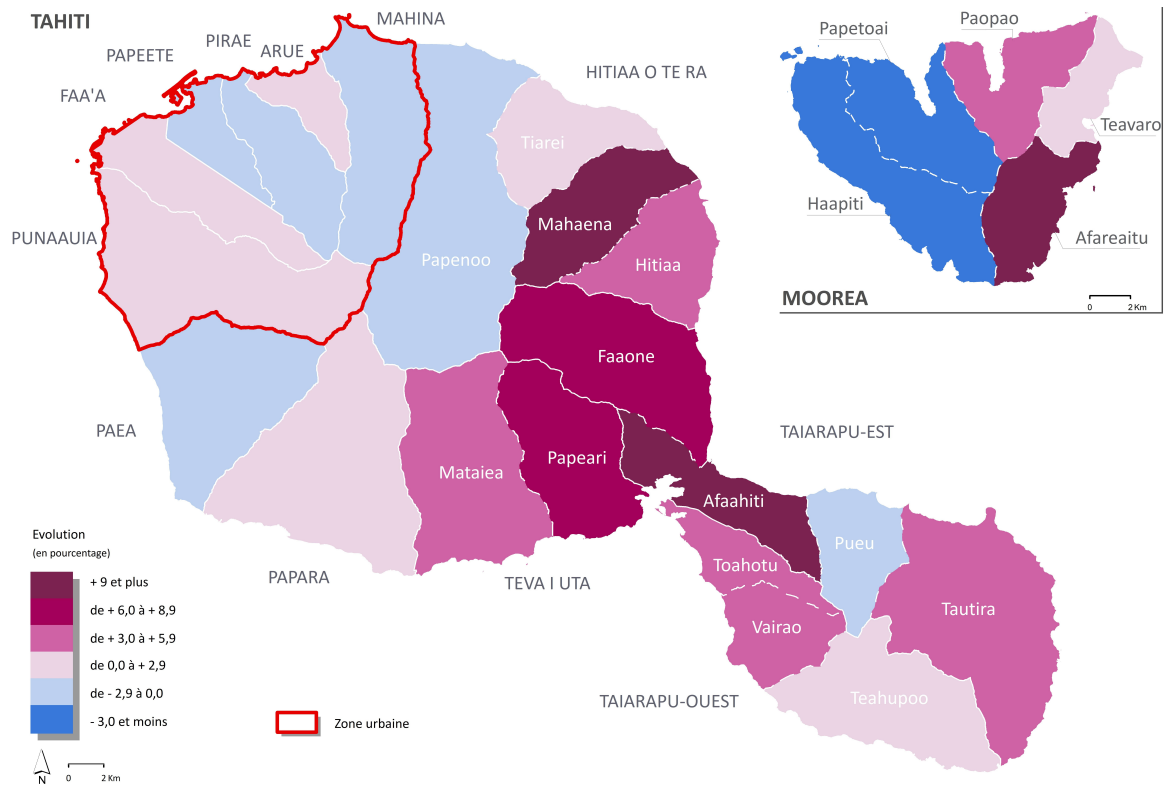 TAHITI
MAHINA
PIRAE
ARUE
PAPEETE
FAA'A
HITIAA O TE RA
PUNAAUIA
Tiarei
Mahaena
Hitiaa
Papenoo
Faaone
PAEA
Mataiea
Papeari
Afaahiti
TAIARAPU-EST
Pueu
Toahotu
Tautira
Vairao
Teahupoo
PAPARA
TEVA I UTA
TAIARAPU-OUEST
Papetoai
Paopao
Teavaro
Haapiti
Afareaitu
MOOREA
0 2 Km
Evolution
(en pourcentage)
+ 9 et plus
de + 6,0 à + 8,9
de + 3,0 à + 5,9
de 0,0 à + 2,9
de - 2,9 à 0,0
- 3,0 et moins
Zone urbaine
N
0 2 Km